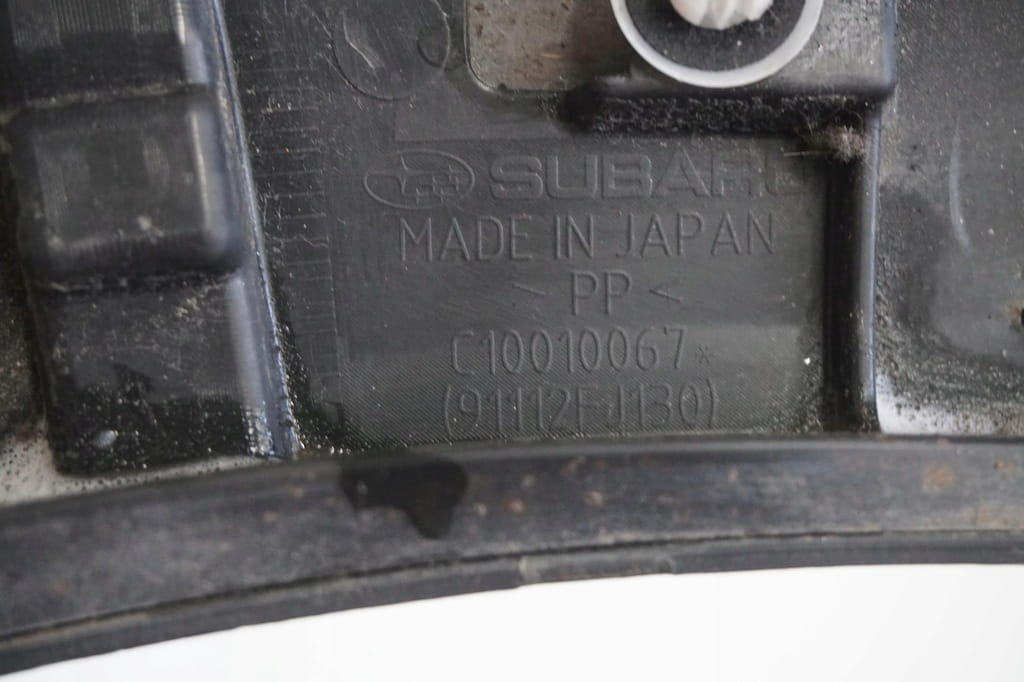 SUBARU
MADE IN JAPAN
> PP <
C10010067*
(91112FJ130)